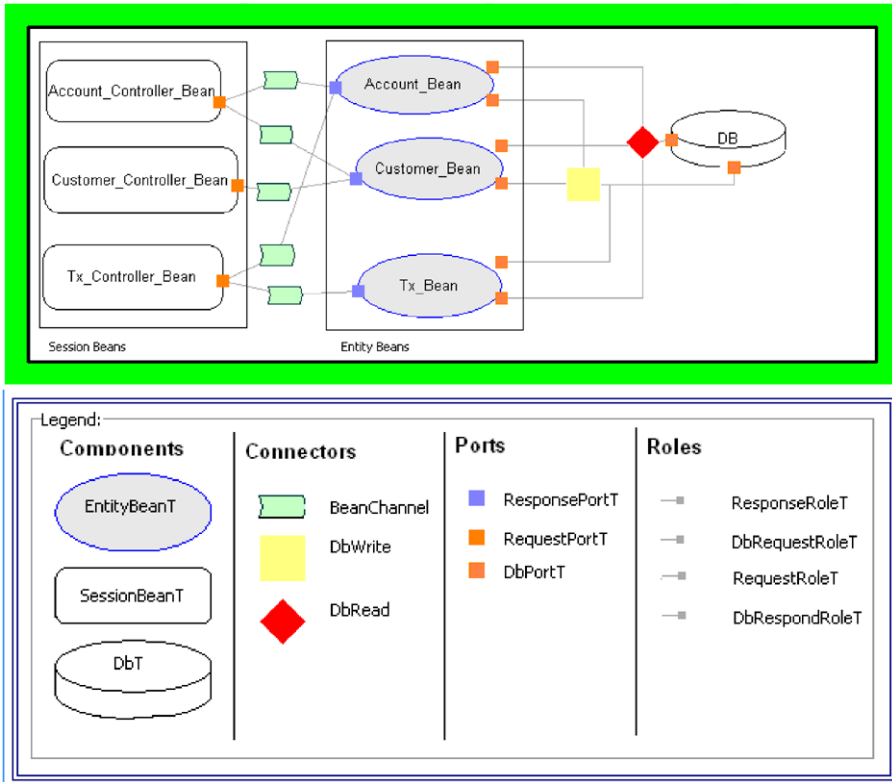 Account_Controller_Bean
Account_Bean
DB
Customer_Controller_Bean
Customer_Bean
Tx_Controller_Bean
Tx_Bean
Session Beans
Entity Beans
Legend:
Components
Connectors
Ports
Roles
EntityBeanT
SessionBeanT
DbT
BeanChannel
DbWrite
DbRead
ResponsePortT
RequestPortT
DbPortT
ResponseRoleT
DbRequestRoleT
RequestRoleT
DbRespondRoleT